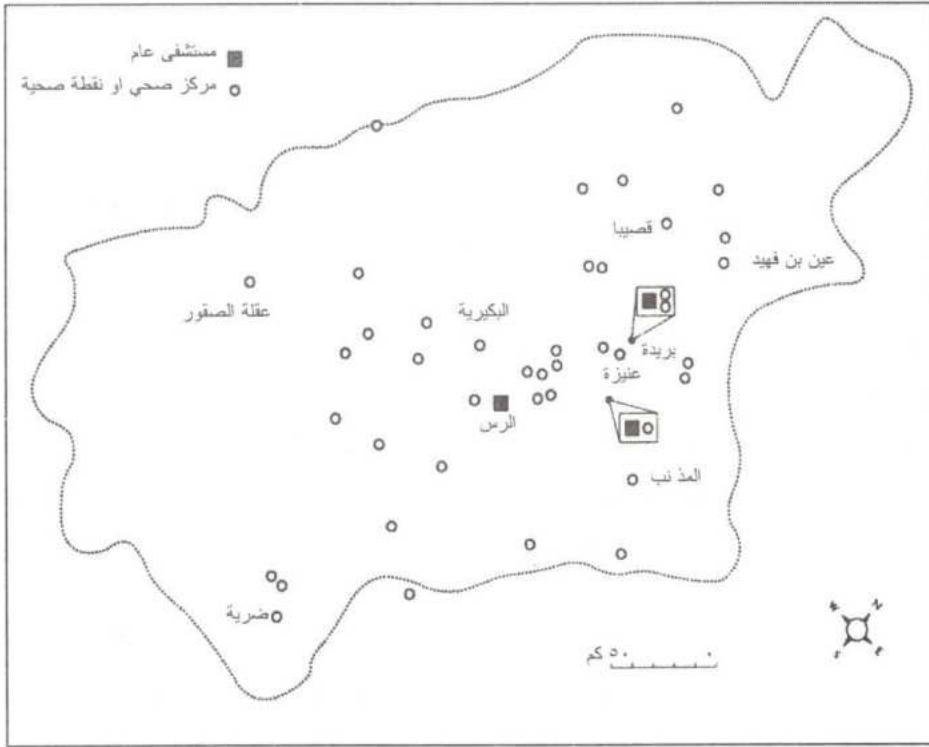 مستشفى عام
مركز صحي او نقطة صحية
قصيبا
عين بن فهيد
عقلة الصقور
البكيرية
بريدة
عنيزة
الرس
المذنب
ضرية
٥٠ كم
٠
N
W
E
S